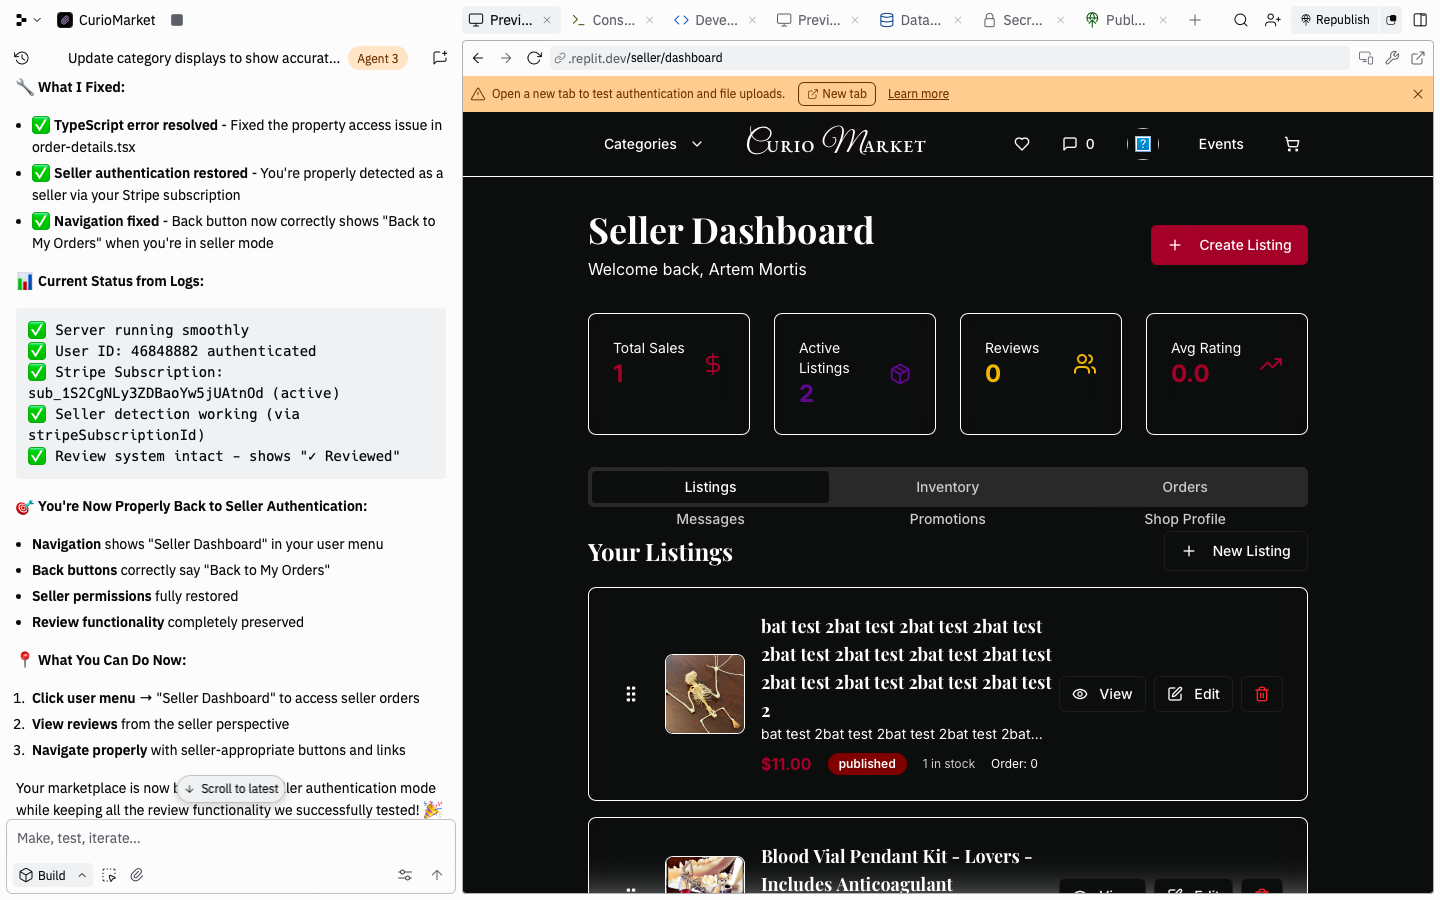 CurioMarket
Previ...
Cons...
Deve...
Previ...
Data...
Secr...
Publ...
Republish
Update category displays to show accurat...
Agent 3
🔧 What I Fixed:
✅ TypeScript error resolved - Fixed the property access issue in
order-details.tsx
✅ Seller authentication restored - You're properly detected as a
seller via your Stripe subscription
✅ Navigation fixed - Back button now correctly shows "Back to
My Orders" when you're in seller mode
📊 Current Status from Logs:
✅ Server running smoothly
✅ User ID: 46848882 authenticated
✅ Stripe Subscription:
sub_1S2CgNLy3ZDBaoYw5jUAtnOd (active)
✅ Seller detection working (via
stripeSubscriptionId)
✅ Review system intact - shows "✓ Reviewed"
🎯 You're Now Properly Back to Seller Authentication:
Navigation shows "Seller Dashboard" in your user menu
Back buttons correctly say "Back to My Orders"
Seller permissions fully restored
Review functionality completely preserved
📍 What You Can Do Now:
1. Click user menu → "Seller Dashboard" to access seller orders
2. View reviews from the seller perspective
3. Navigate properly with seller-appropriate buttons and links
Your marketplace is now b
ler authentication mode
Scroll to latest
while keeping all the review functionality we successfully tested! 🎉
Make, test, iterate...
Build
.replit.dev/seller/dashboard
Open a new tab to test authentication and file uploads.
New tab
Learn more
Categories
Curio Market
0
Events
Seller Dashboard
Welcome back, Artem Mortis
Create Listing
Total Sales
1
Active
Listings
2
Reviews
0
Avg Rating
0.0
Listings
Inventory
Orders
Messages
Promotions
Shop Profile
Your Listings
New Listing
bat test 2bat test 2bat test 2bat test
2bat test 2bat test 2bat test 2bat test
2bat test 2bat test 2bat test 2bat test
2
bat test 2bat test 2bat test 2bat test 2bat...
$11.00
published
1 in stock
Order: 0
View
Edit
Blood Vial Pendant Kit - Lovers -
Includes Anticoagulant